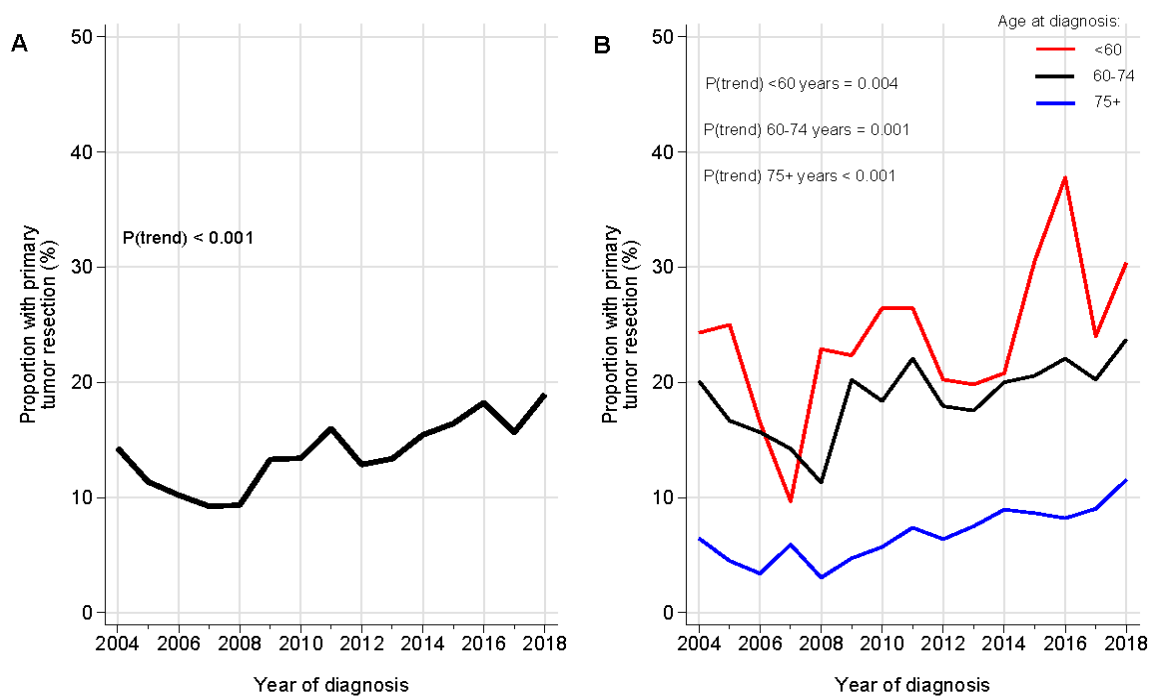 A
P(trend) < 0.001
Proportion with primary
tumor resection (%)
50
40
30
20
10
0
2004 2006 2008 2010 2012 2014 2016 2018
Year of diagnosis
B
Age at diagnosis:
<60
60-74
75+
P(trend) <60 years = 0.004
P(trend) 60-74 years = 0.001
P(trend) 75+ years < 0.001
Proportion with primary
tumor resection (%)
50
40
30
20
10
0
2004 2006 2008 2010 2012 2014 2016 2018
Year of diagnosis